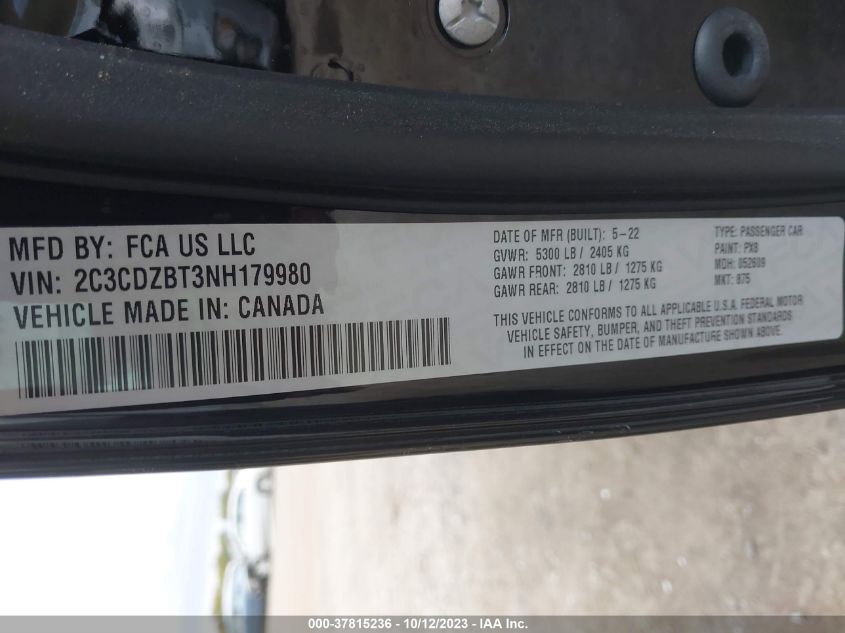 MFD BY: FCA US LLC
VIN: 2C3CDZBT3NH179980
VEHICLE MADE IN: CANADA
DATE OF MFR (BUILT): 5-22
GVWR: 5300 LB / 2405 KG
GAWR FRONT: 2810 LB / 1275 KG
GAWR REAR: 2810 LB / 1275 KG
TYPE: PASSENGER CAR
PAINT: PX8
MDH: 052609
MKT: 875
THIS VEHICLE CONFORMS TO ALL APPLICABLE U.S.A. FEDERAL MOTOR
VEHICLE SAFETY, BUMPER, AND THEFT PREVENTION STANDARDS
IN EFFECT ON THE DATE OF MANUFACTURE SHOWN ABOVE.
000-37815236 - 10/12/2023 - IAA Inc.